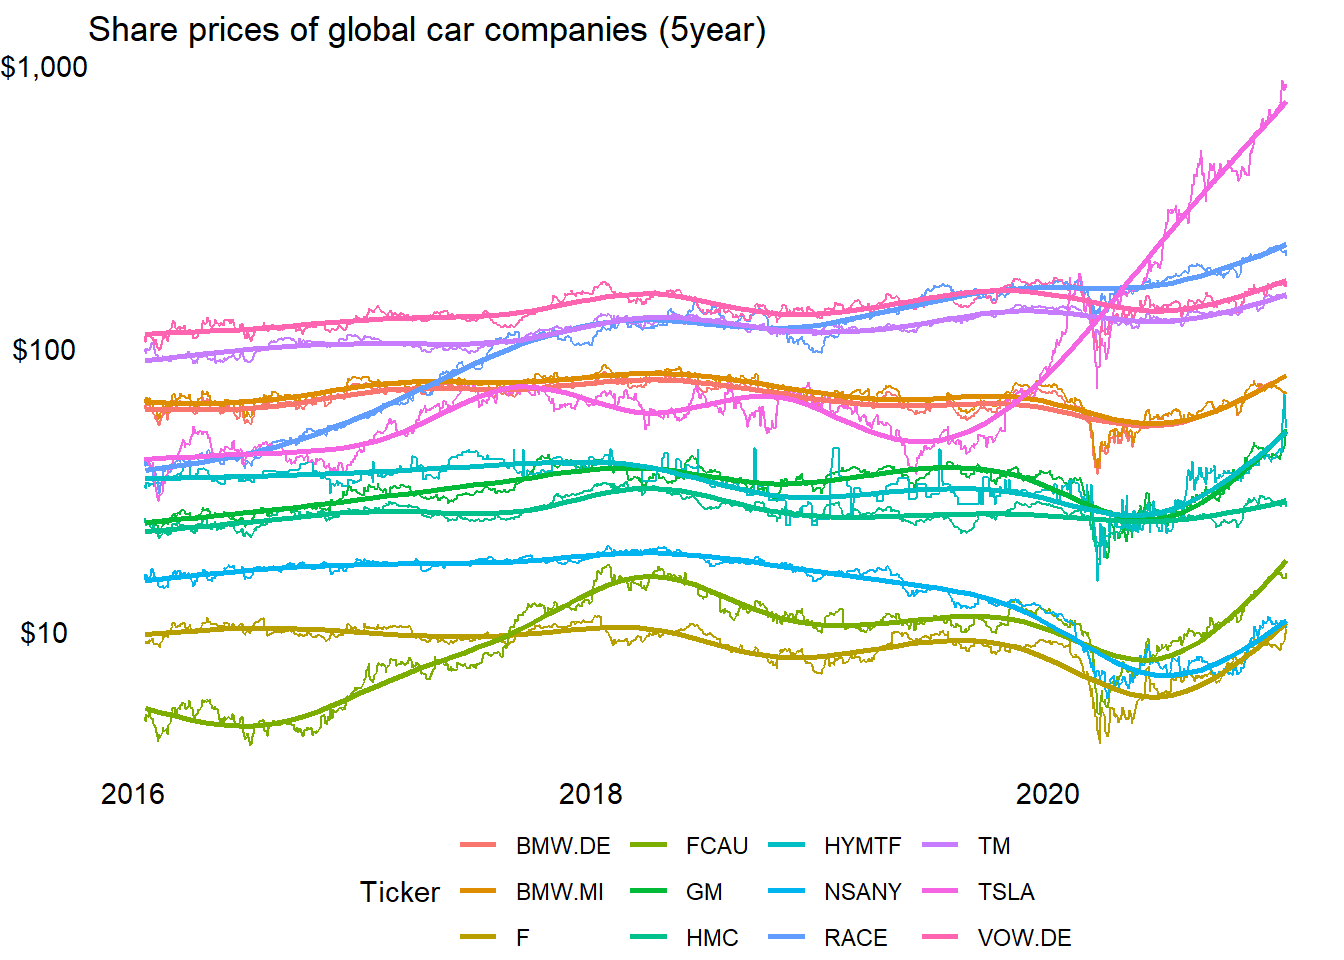 Share prices of global car companies (5year)
$1,000
$100
$10
2016 2018 2020
BMW.DE FCAU HYMTF TM
Ticker BMW.MI GM NSANY TSLA
F HMC RACE VOW.DE